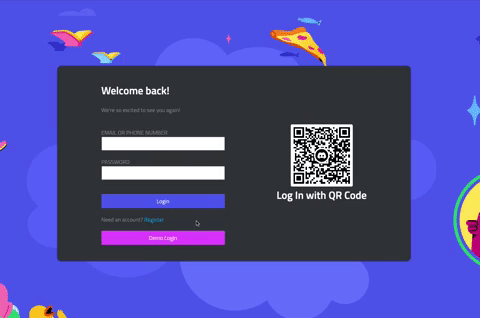 Welcome back!
We're so excited to see you again!
EMAIL OR PHONE NUMBER
PASSWORD
Login
Need an account? Register
Demo Login
Log In with QR Code